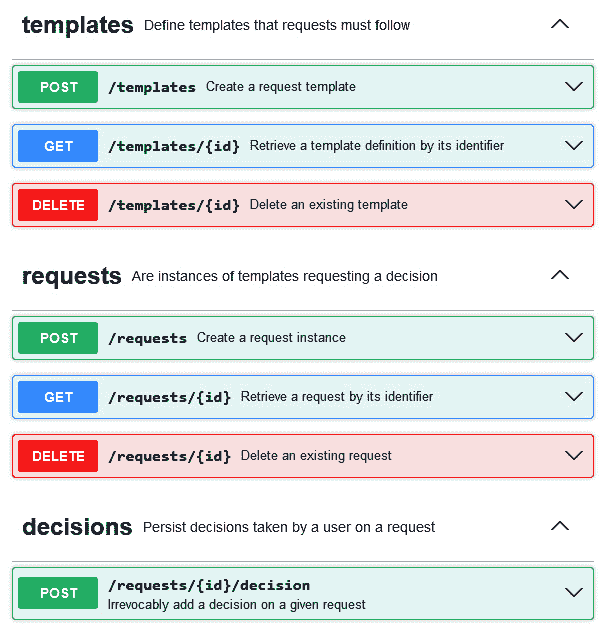 templates Define templates that requests must follow
POST /templates Create a request template
GET /templates/{id} Retrieve a template definition by its identifier
DELETE /templates/{id} Delete an existing template
requests Are instances of templates requesting a decision
POST /requests Create a request instance
GET /requests/{id} Retrieve a request by its identifier
DELETE /requests/{id} Delete an existing request
decisions Persist decisions taken by a user on a request
POST /requests/{id}/decision
Irrevocably add a decision on a given request